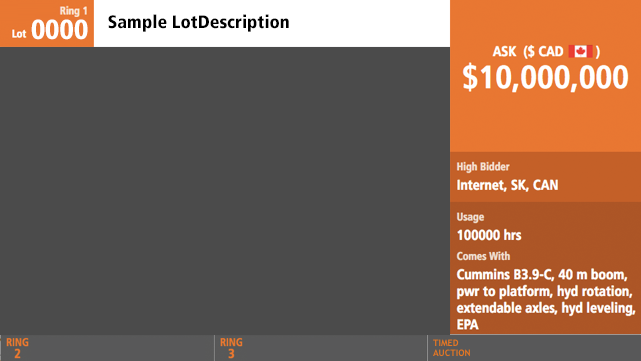 Ring 1
Lot 0000
Sample LotDescription
ASK ($ CAD )
$10,000,000
High Bidder
Internet, SK, CAN
Usage
100000 hrs
Comes With
Cummins B3.9-C, 40 m boom,
pwr to platform, hyd rotation,
extendable axles, hyd leveling,
EPA
RING
2
RING
3
TIMED
AUCTION